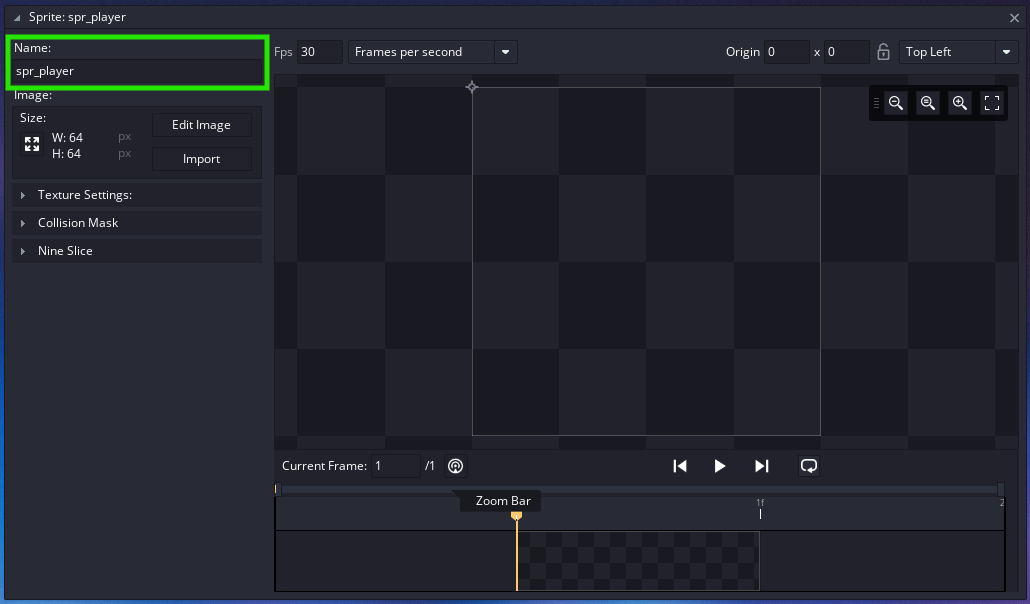 Sprite: spr_player
Name:
spr_player
Fps 30 Frames per second
Origin 0 x 0 Top Left
Image:
Size:
W: 64 px
H: 64 px
Edit Image
Import
Texture Settings:
Collision Mask
Nine Slice
Current Frame: 1 /1
Zoom Bar
1f
2